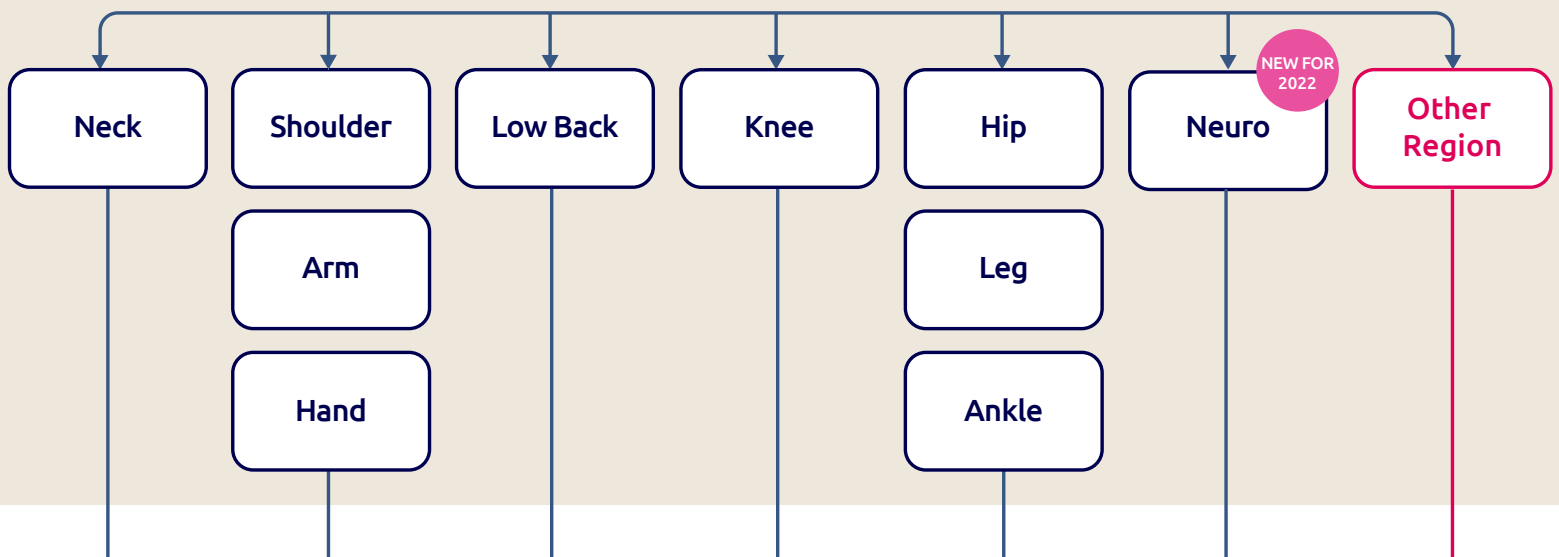 NEW FOR
2022
Neck
Shoulder
Low Back
Knee
Hip
Neuro
Other
Region
Arm
Leg
Hand
Ankle